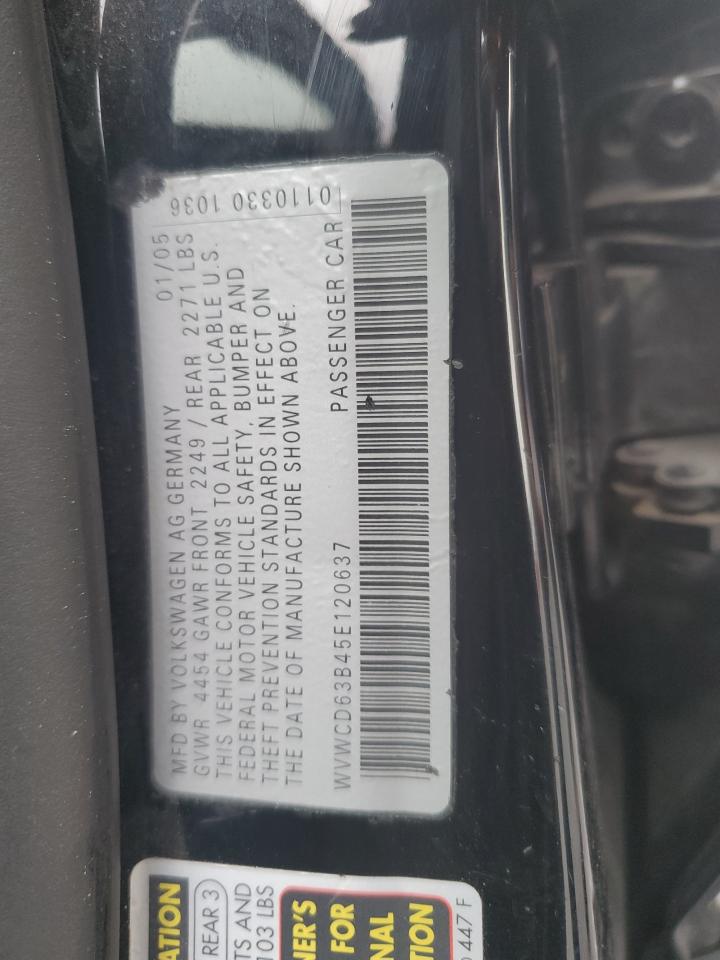 MFD BY VOLKSWAGEN AG GERMANY 01/05
GVWR 4454 GAWR FRONT 2249 / REAR 2271 LBS
THIS VEHICLE CONFORMS TO ALL APPLICABLE U.S.
FEDERAL MOTOR VEHICLE SAFETY, BUMPER AND
THEFT PREVENTION STANDARDS IN EFFECT ON
THE DATE OF MANUFACTURE SHOWN ABOVE.
WVWCD63B45E120637 PASSENGER CAR
0110330 1036
ATION
REAR 3
TS AND
103 LBS
NER'S
FOR
NAL
TION
447 F